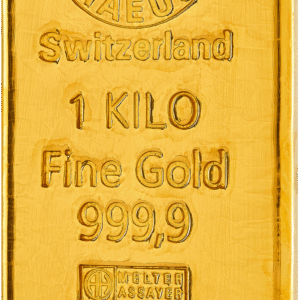 Switzerland
1 KILO
Fine Gold
999,9
MELTER
ASSAYER